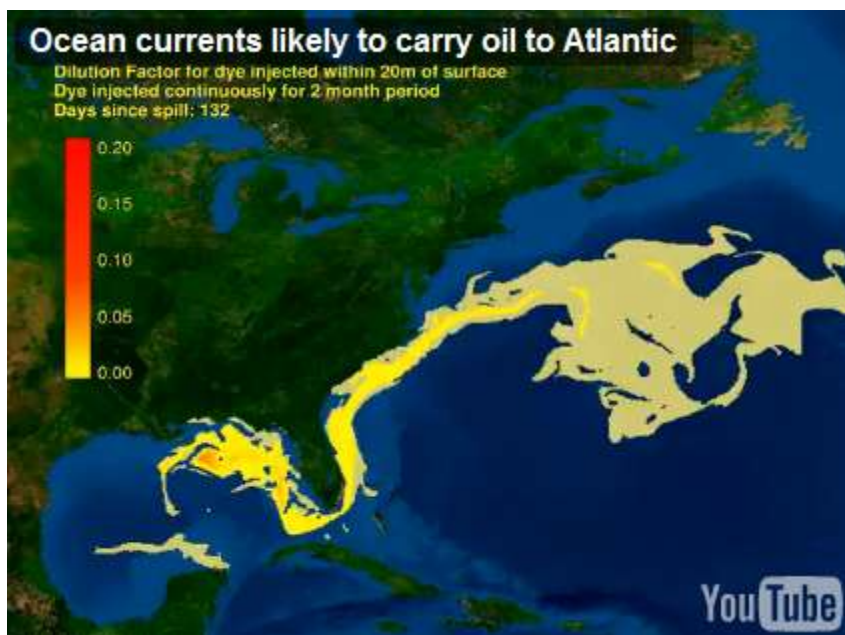 Ocean currents likely to carry oil to Atlantic
Dilution Factor for dye injected within 20m of surface
Dye injected continuously for 2 month period
Days since spill: 132
0.20
0.15
0.10
0.05
0.00
YouTube